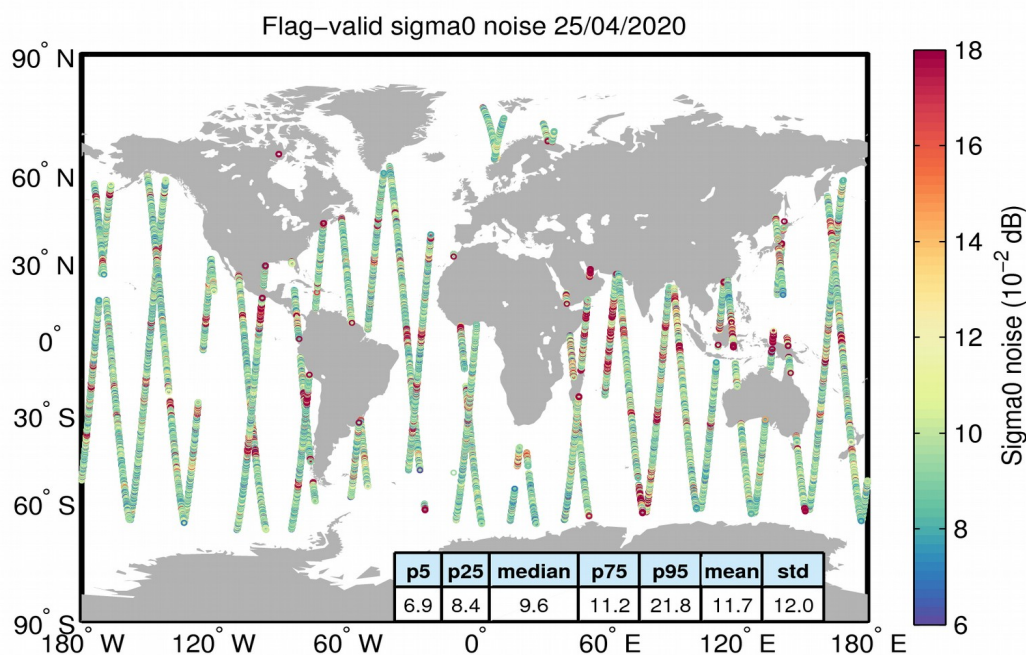 Flag−valid sigma0 noise 25/04/2020
90° N
60° N
30° N
0°
30° S
60° S
90° S
180° W
120° W
60° W
0°
60° E
120° E
180° E
18
16
14
12
10
8
6
Sigma0 noise (10⁻² dB)
p5 p25 median p75 p95 mean std
6.9 8.4 9.6 11.2 21.8 11.7 12.0